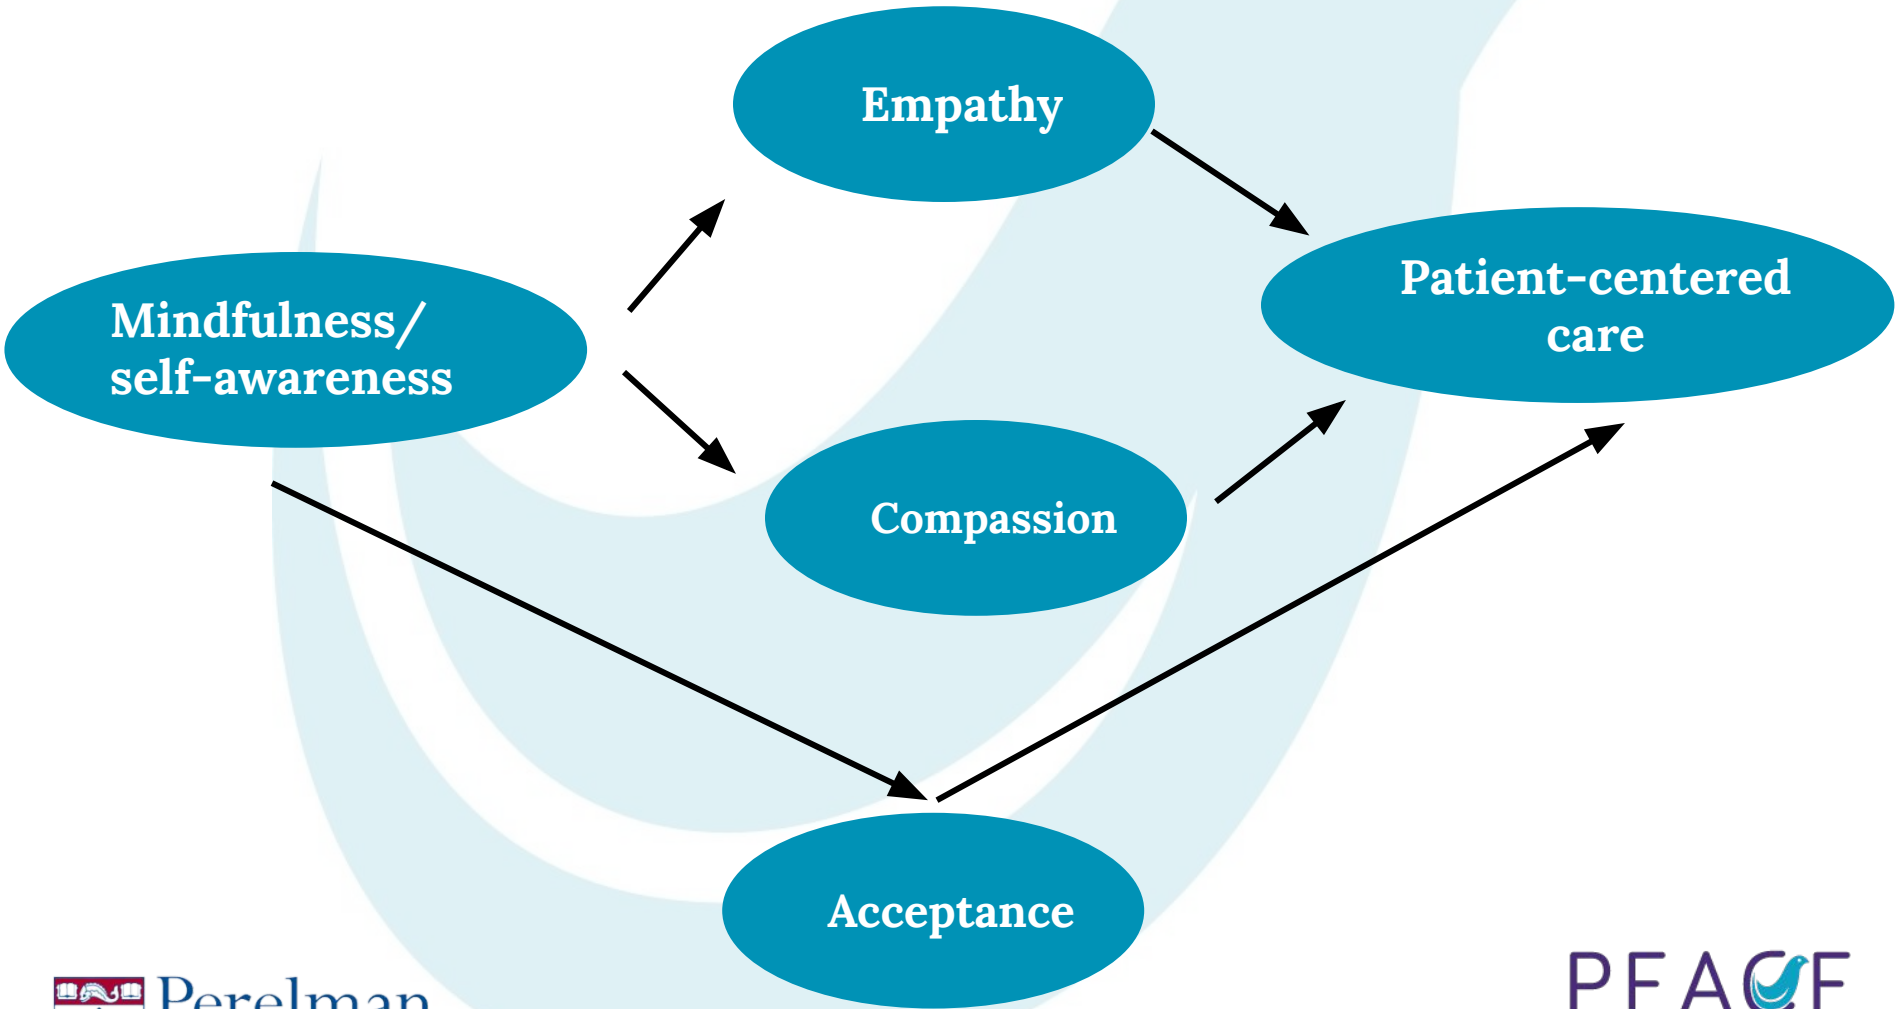 Empathy
Mindfulness/
self-awareness
Patient-centered
care
Compassion
Acceptance
Perelman
PEACE